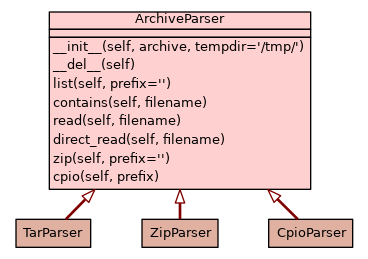 ArchiveParser
__init__(self, archive, tempdir='/tmp/')
__del__(self)
list(self, prefix='')
contains(self, filename)
read(self, filename)
direct_read(self, filename)
zip(self, prefix='')
cpio(self, prefix)
TarParser
ZipParser
CpioParser